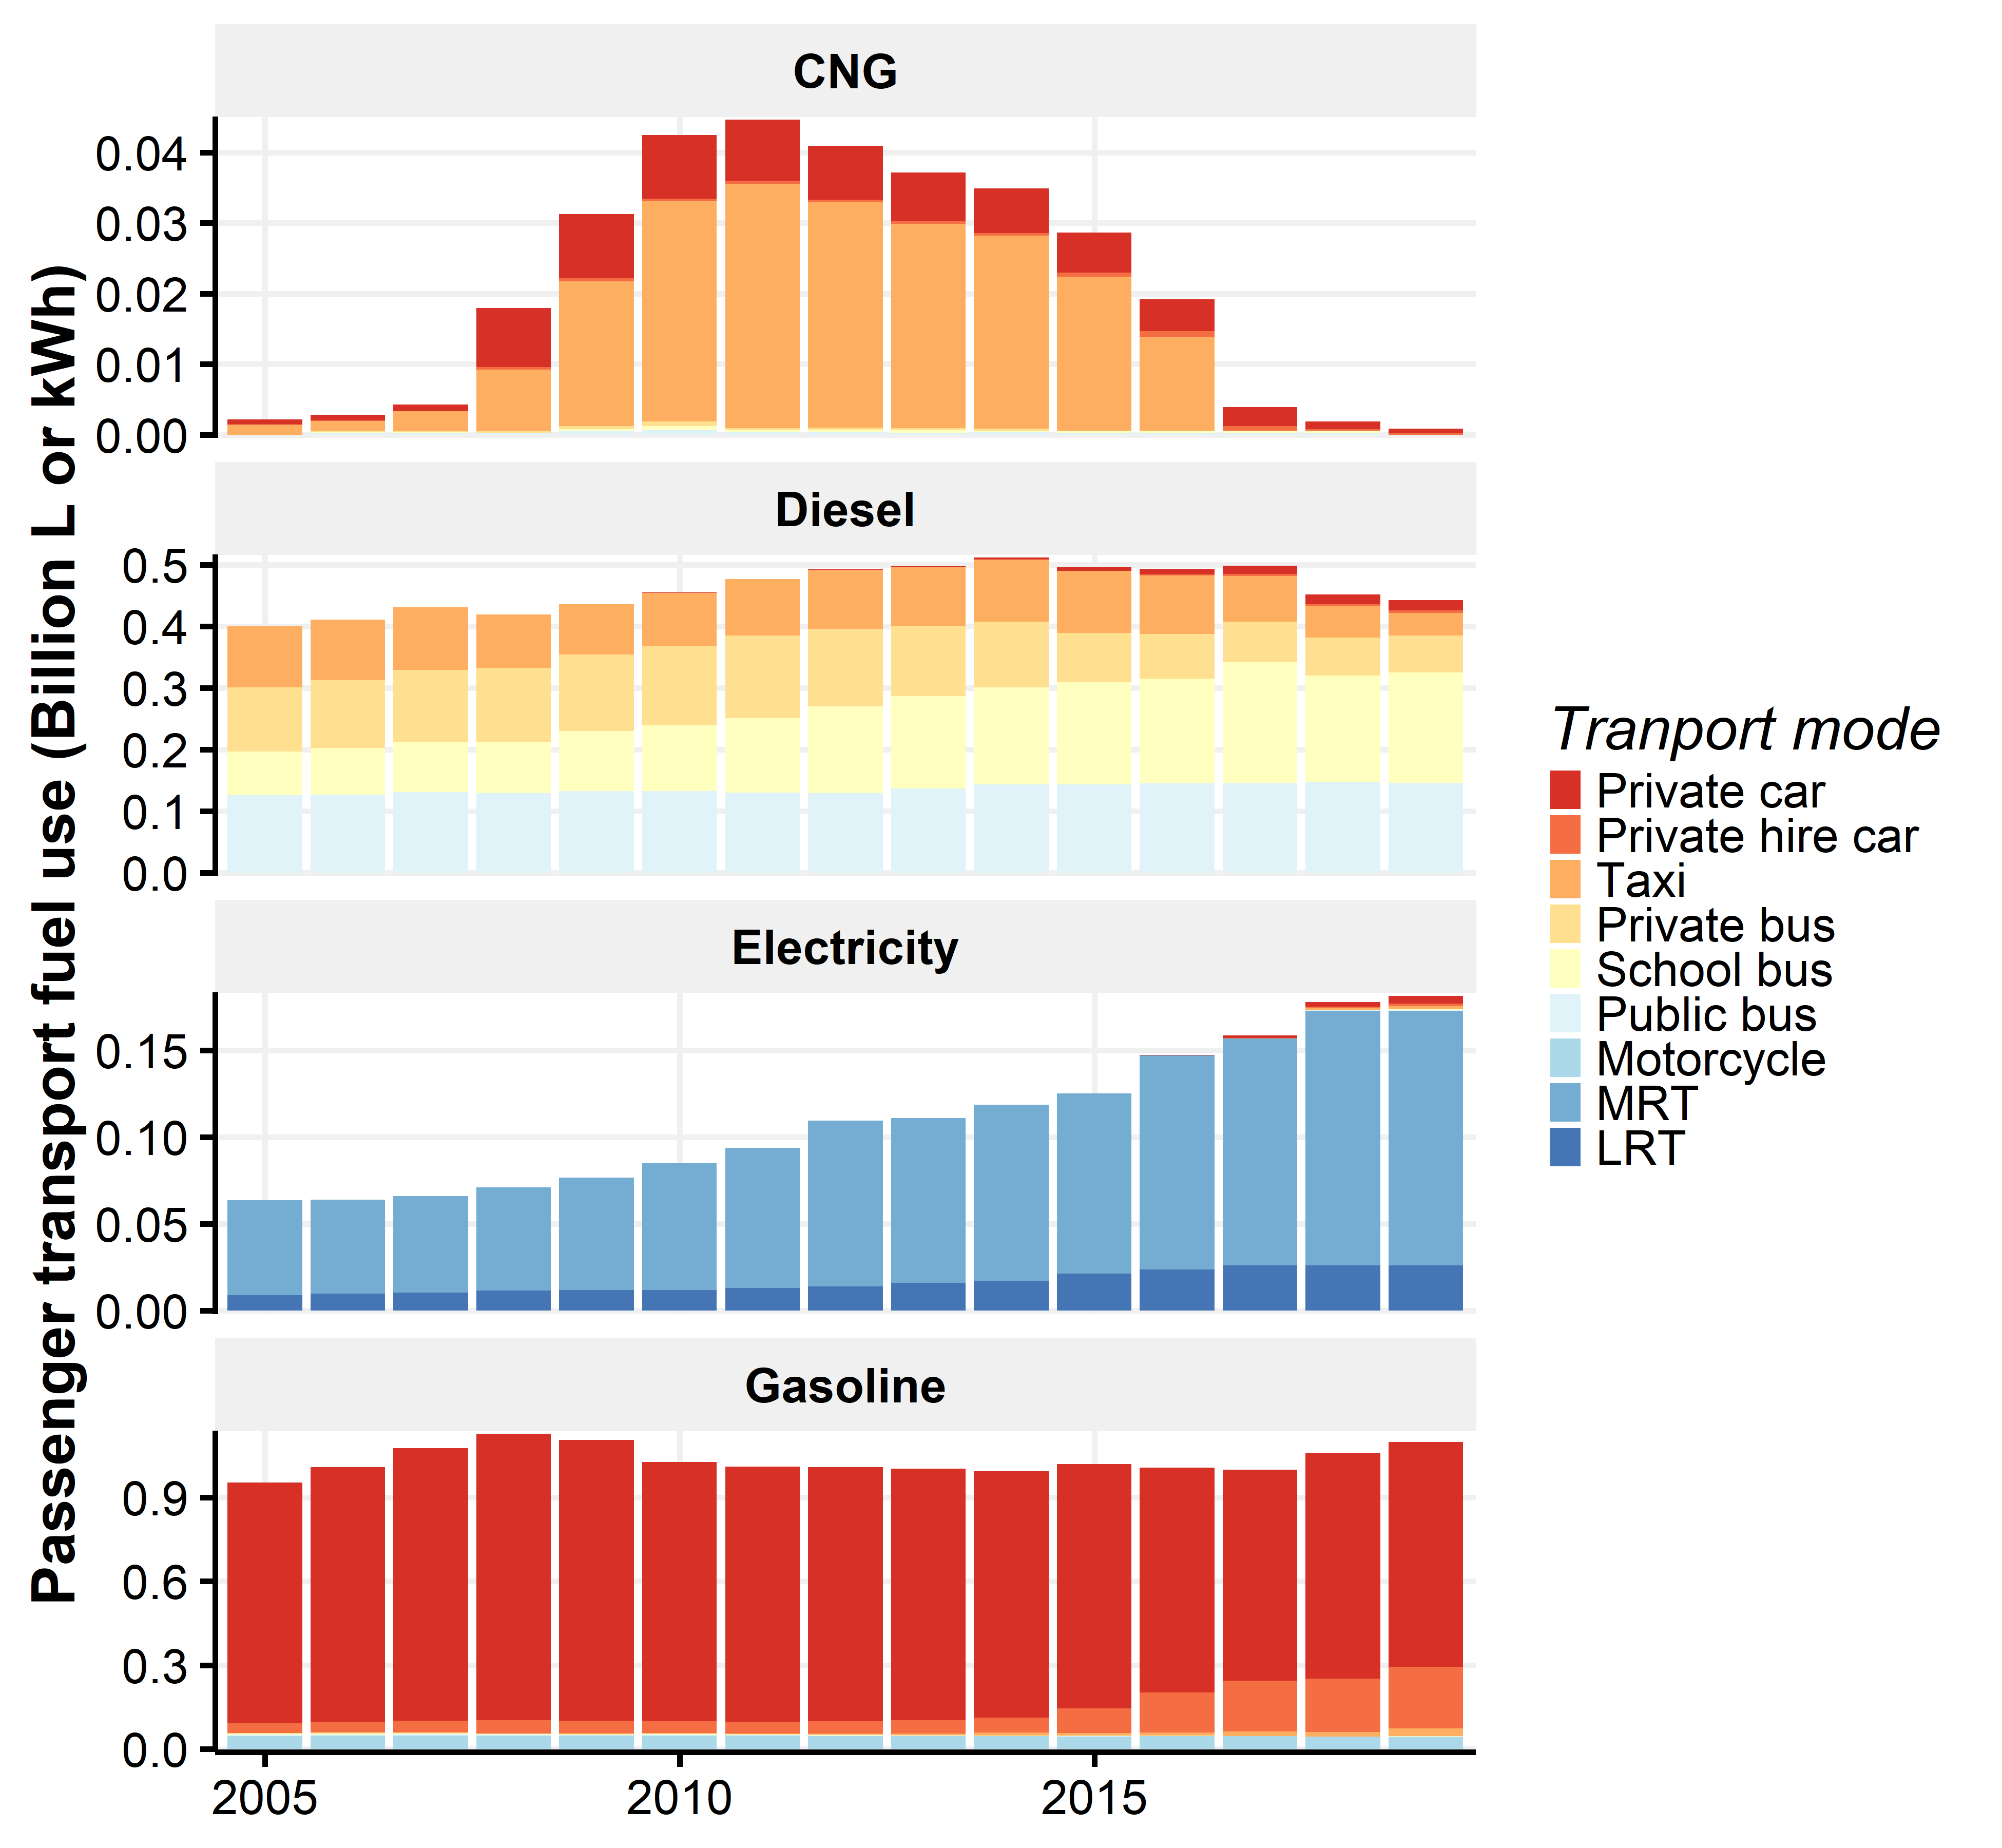 CNG
0.04
0.03
0.02
0.01
0.00
Diesel
0.5
0.4
0.3
0.2
0.1
0.0
Electricity
0.15
0.10
0.05
0.00
Gasoline
0.9
0.6
0.3
0.0
2005
2010
2015
Passenger transport fuel use (Billion L or kWh)
Tranport mode
Private car
Private hire car
Taxi
Private bus
School bus
Public bus
Motorcycle
MRT
LRT